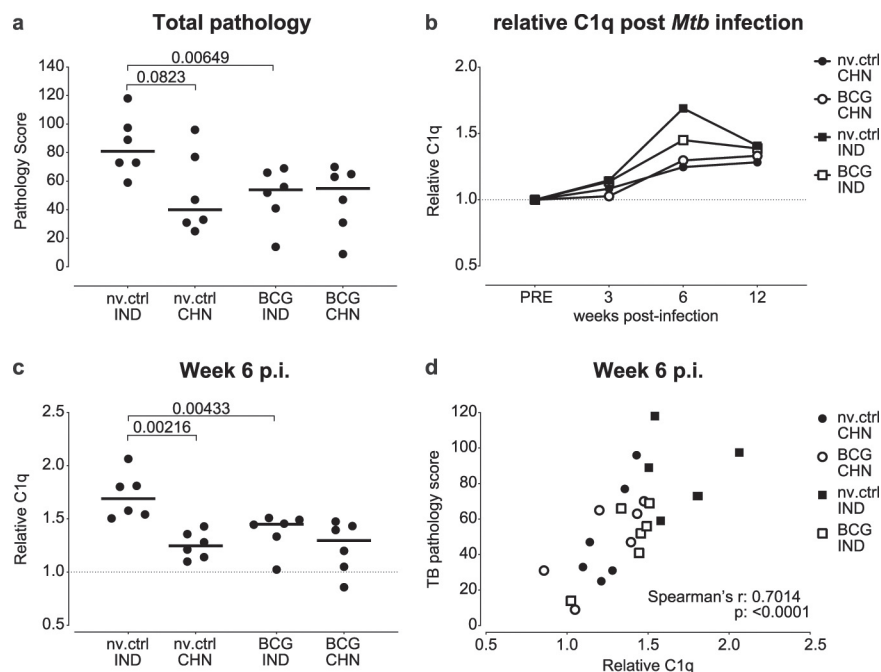 a
Total pathology
0.00649
0.0823
140
120
100
80
60
40
20
0
Pathology Score
nv.ctrl
IND
nv.ctrl
CHN
BCG
IND
BCG
CHN
b
relative C1q post Mtb infection
2.0
1.5
1.0
0.5
Relative C1q
PRE
3
6
12
weeks post-infection
nv.ctrl
CHN
BCG
CHN
nv.ctrl
IND
BCG
IND
c
Week 6 p.i.
0.00433
0.00216
2.5
2.0
1.5
1.0
0.5
Relative C1q
nv.ctrl
IND
nv.ctrl
CHN
BCG
IND
BCG
CHN
d
Week 6 p.i.
120
100
80
60
40
20
0
TB pathology score
Spearman's r: 0.7014
p: <0.0001
0.5
1.0
1.5
2.0
2.5
Relative C1q
nv.ctrl
CHN
BCG
CHN
nv.ctrl
IND
BCG
IND